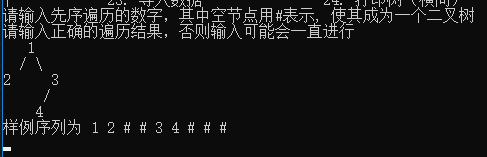 23. 导入数据 24. 打印树（横向）
请输入先序遍历的数字，其中空节点用#表示, 使其成为一个二叉树
请输入正确的遍历结果，否则输入可能会一直进行
1
/ \
2 3
/
4
样例序列为 1 2 # # 3 4 # # #